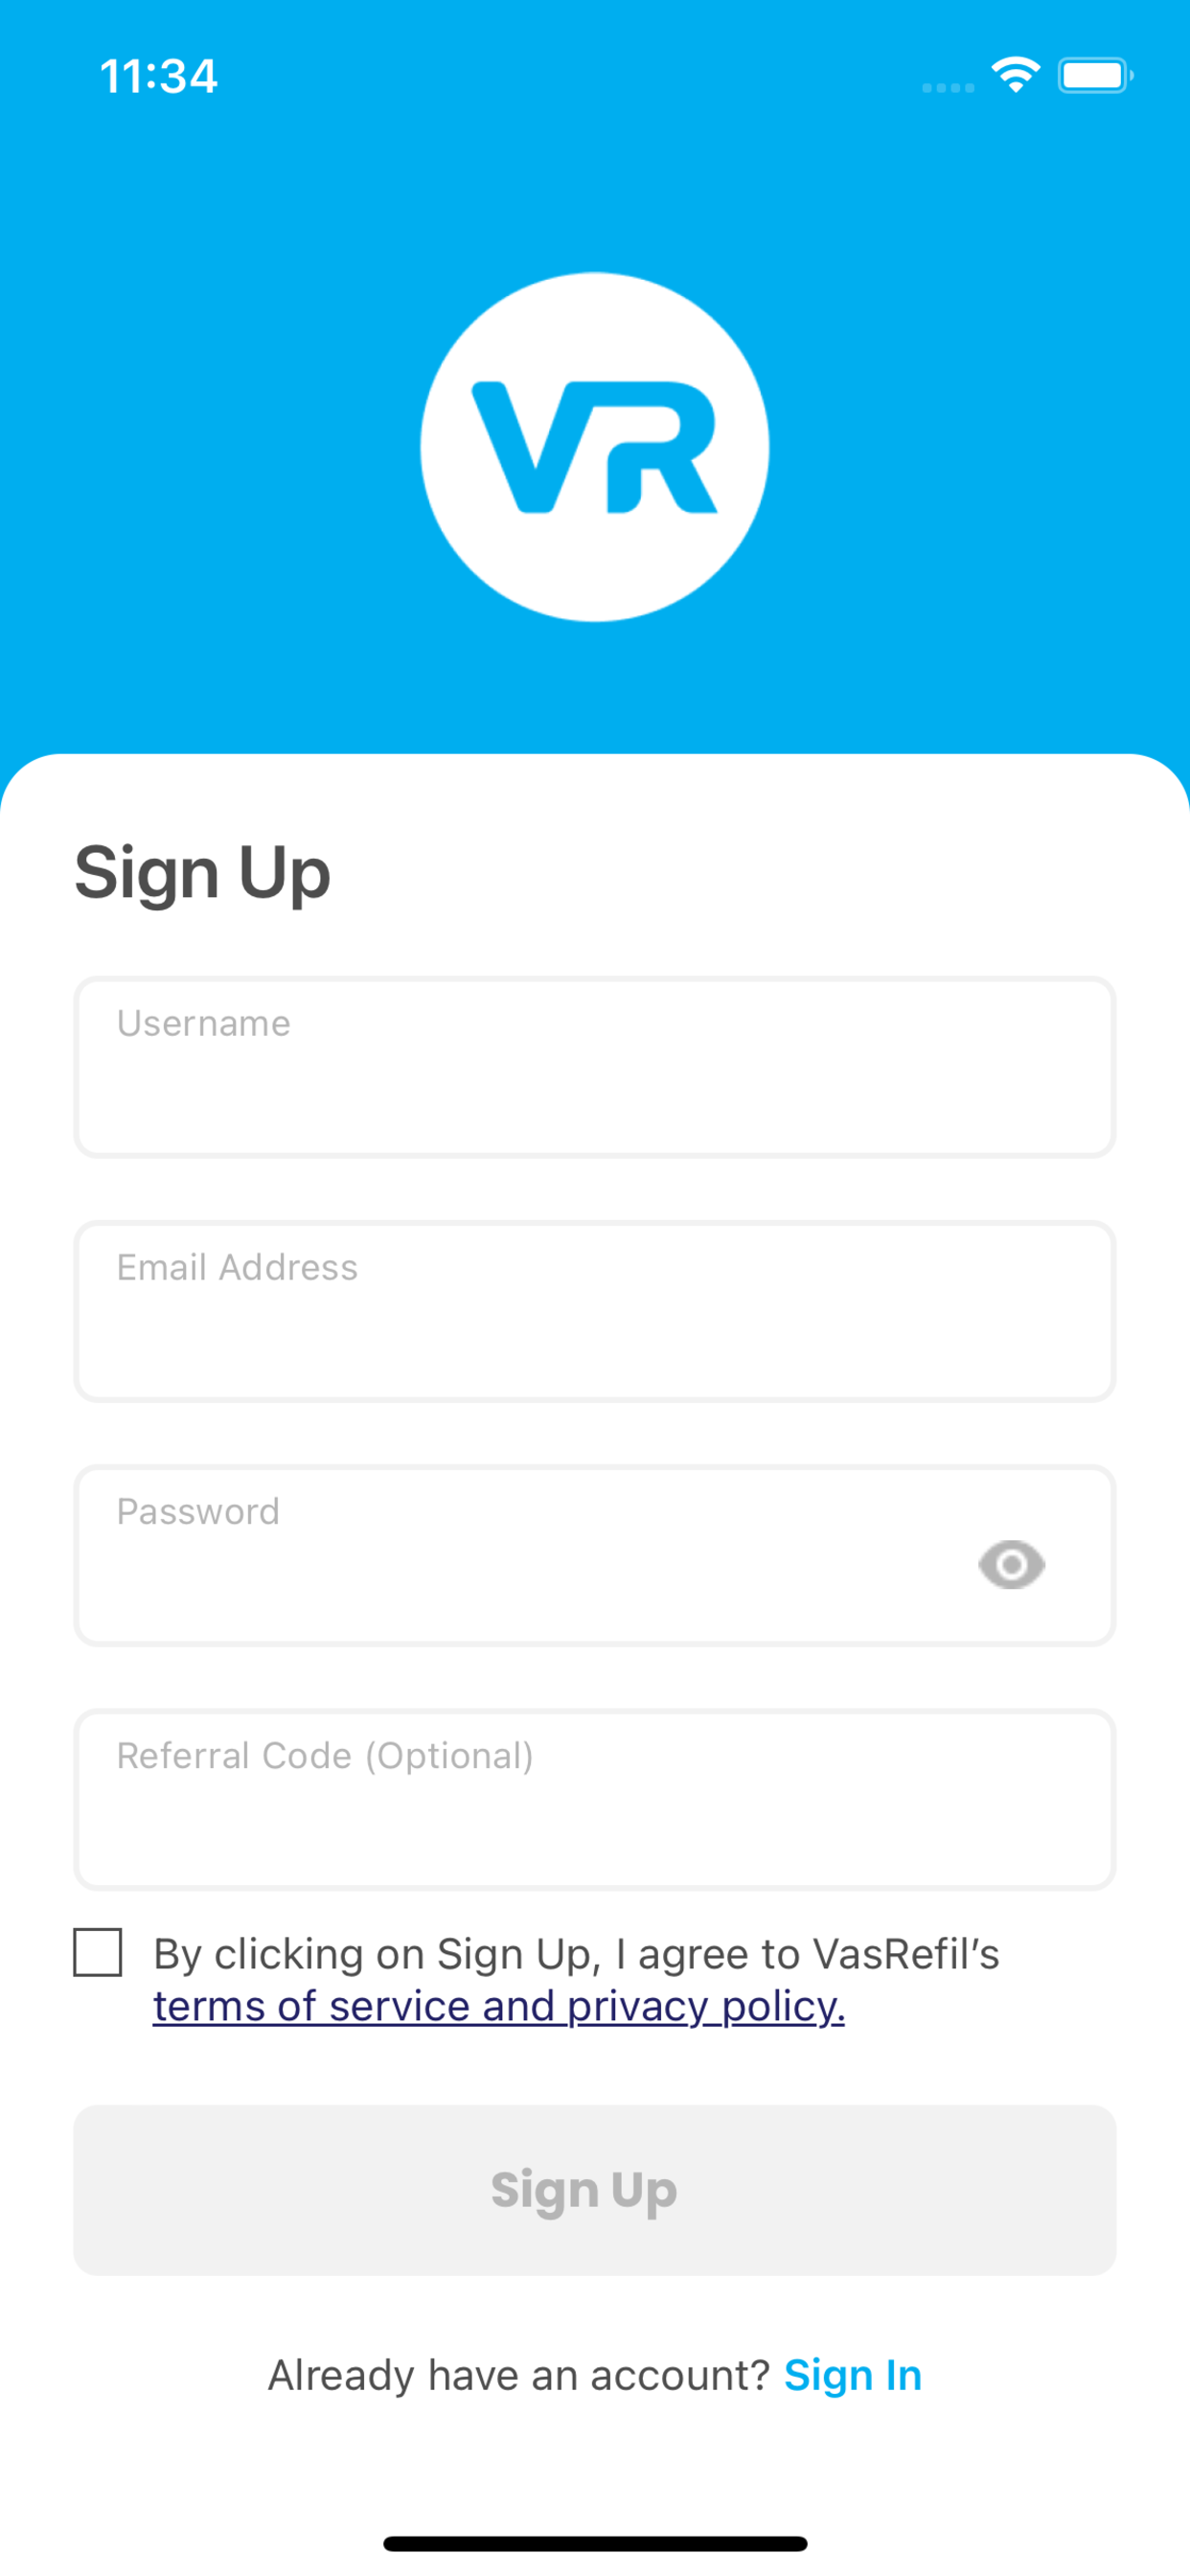 11:34
VR
Sign Up
Username
Email Address
Password
Referral Code (Optional)
By clicking on Sign Up, I agree to VasRefil’s
terms of service and privacy policy.
Sign Up
Already have an account? Sign In